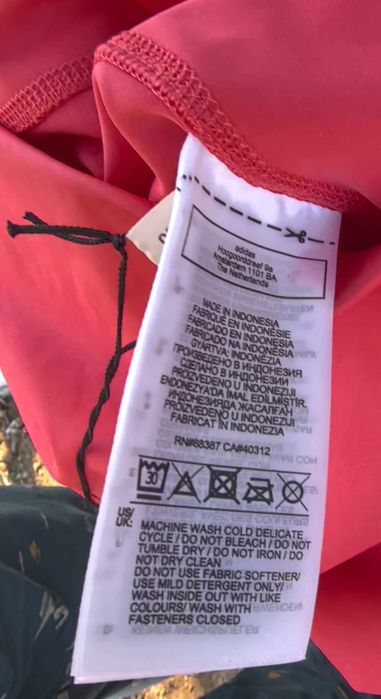 adidas
Hoogoorddreef 9a
Amsterdam 1101 BA
The Netherlands
MADE IN INDONESIA
FABRIQUÉ EN INDONÉSIE
FABRICADO EN INDONESIA
FABRICADO NA INDONÉSIA
GYÁRTVA: INDONÉZIA
ПРОИЗВЕДЕНО В ИНДОНЕЗИЯ
СДЕЛАНО В ИНДОНЕЗИИ
PROIZVEDENO U INDONEZIJI
ENDONEZYA'DA İMAL EDİLMİŞTİR.
ИНДОНЕЗИЯДА ЖАСАЛҒАН
PROIZVEDENO U INDONEZIJI
FABRICAT ÎN INDONEZIA
RN#88387 CA#40312
30
US/
UK:
MACHINE WASH COLD DELICATE
CYCLE / DO NOT BLEACH / DO NOT
TUMBLE DRY / DO NOT IRON / DO
NOT DRY CLEAN
DO NOT USE FABRIC SOFTENER/
USE MILD DETERGENT ONLY/
WASH INSIDE OUT WITH LIKE
COLOURS/ WASH WITH
FASTENERS CLOSED